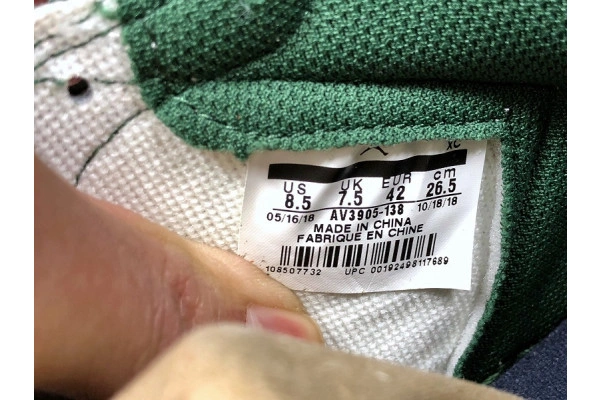 XC
US UK EUR cm
8.5 7.5 42 26.5
05/16/18 AV3905-138 10/18/18
MADE IN CHINA
FABRIQUE EN CHINE
108507732 UPC 00192498117689